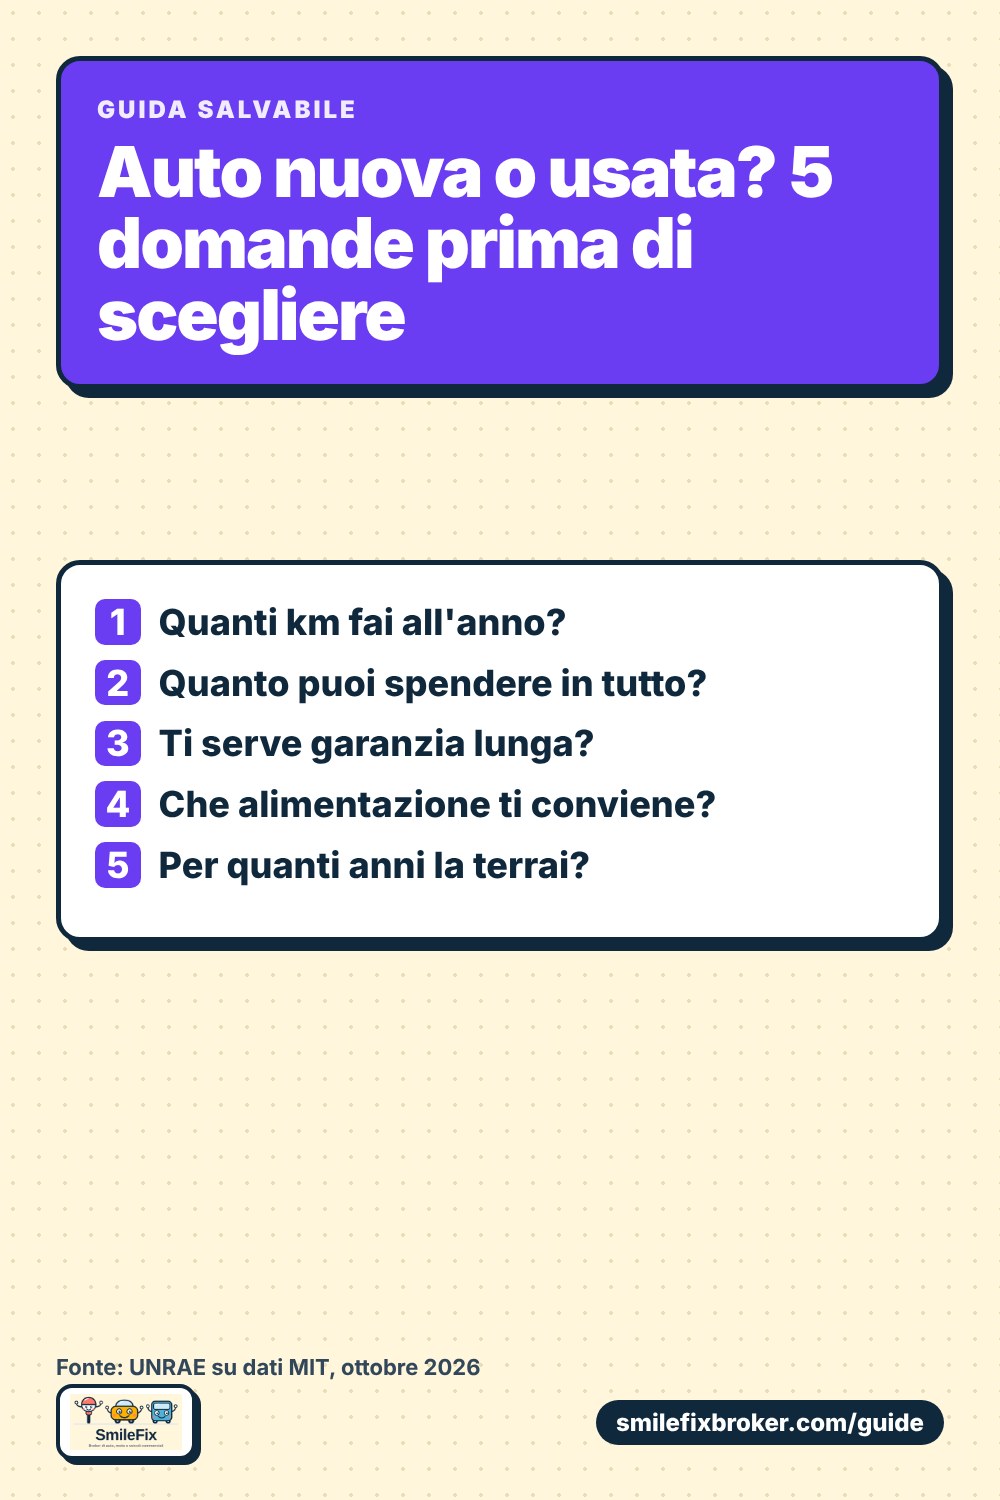 GUIDA SALVABILE
Auto nuova o usata? 5
domande prima di
scegliere
1 Quanti km fai all'anno?
2 Quanto puoi spendere in tutto?
3 Ti serve garanzia lunga?
4 Che alimentazione ti conviene?
5 Per quanti anni la terrai?
Fonte: UNRAE su dati MIT, ottobre 2026
SmileFix
smilefixbroker.com/guide